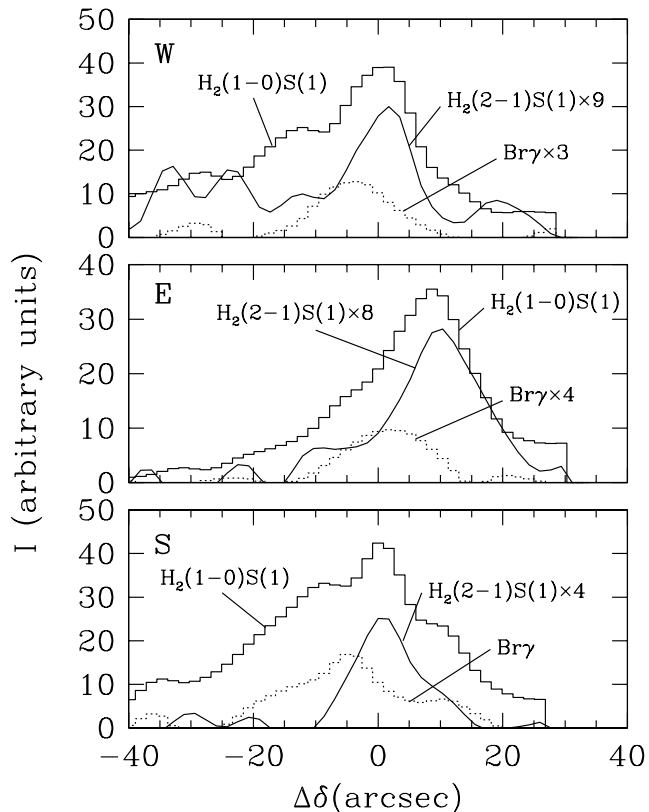 50
W
40
H₂(1−0)S(1)
H₂(2−1)S(1)×9
30
20
Brγ×3
10
0
40
E
H₂(2−1)S(1)×8
H₂(1−0)S(1)
30
20
Brγ×4
10
0
50
S
40
H₂(1−0)S(1)
H₂(2−1)S(1)×4
30
20
Brγ
10
0
−40 −20 0 20 40
Δδ(arcsec)
I (arbitrary units)